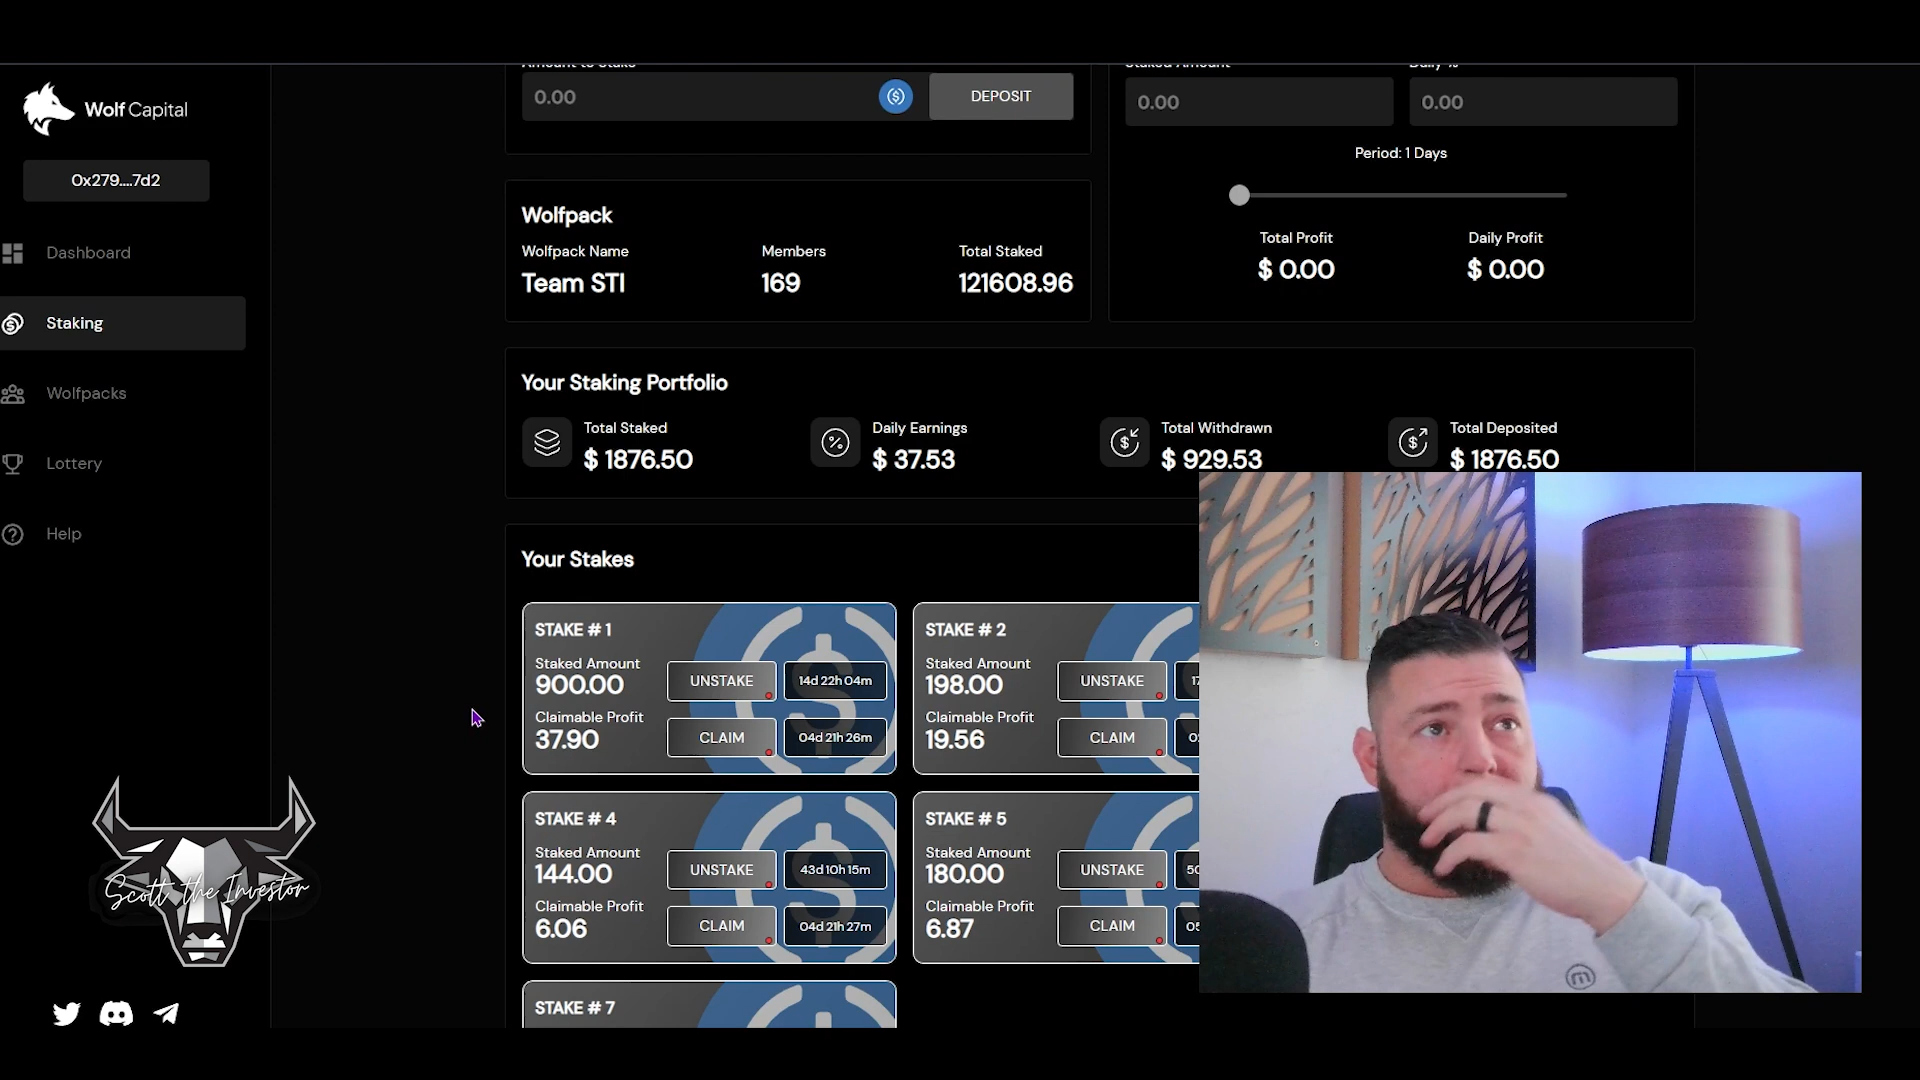 Amount to Stake
Staked Amount
Daily %
Wolf Capital
0.00
DEPOSIT
0.00
0.00
Period: 1 Days
0x279....7d2
Wolfpack
Wolfpack Name
Members
Total Staked
Team STI
169
121608.96
Total Profit
Daily Profit
$ 0.00
$ 0.00
Dashboard
Staking
Wolfpacks
Lottery
Help
Your Staking Portfolio
Total Staked
$ 1876.50
Daily Earnings
$ 37.53
Total Withdrawn
$ 929.53
Total Deposited
$ 1876.50
Your Stakes
STAKE # 1
Staked Amount
900.00
UNSTAKE
14d 22h 04m
Claimable Profit
37.90
CLAIM
04d 21h 26m
STAKE # 2
Staked Amount
198.00
UNSTAKE
Claimable Profit
19.56
CLAIM
STAKE # 4
Staked Amount
144.00
UNSTAKE
43d 10h 15m
Claimable Profit
6.06
CLAIM
04d 21h 27m
STAKE # 5
Staked Amount
180.00
UNSTAKE
Claimable Profit
6.87
CLAIM
STAKE # 7
Scott the Investor